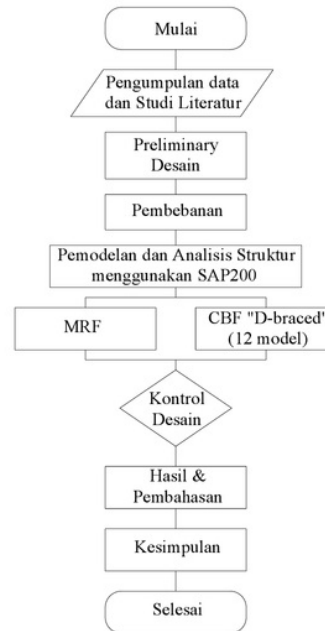 Mulai
Pengumpulan data
dan Studi Literatur
Preliminary
Desain
Pembebanan
Pemodelan dan Analisis Struktur
menggunakan SAP200
MRF
CBF "D-braced"
(12 model)
Kontrol
Desain
Hasil &
Pembahasan
Kesimpulan
Selesai